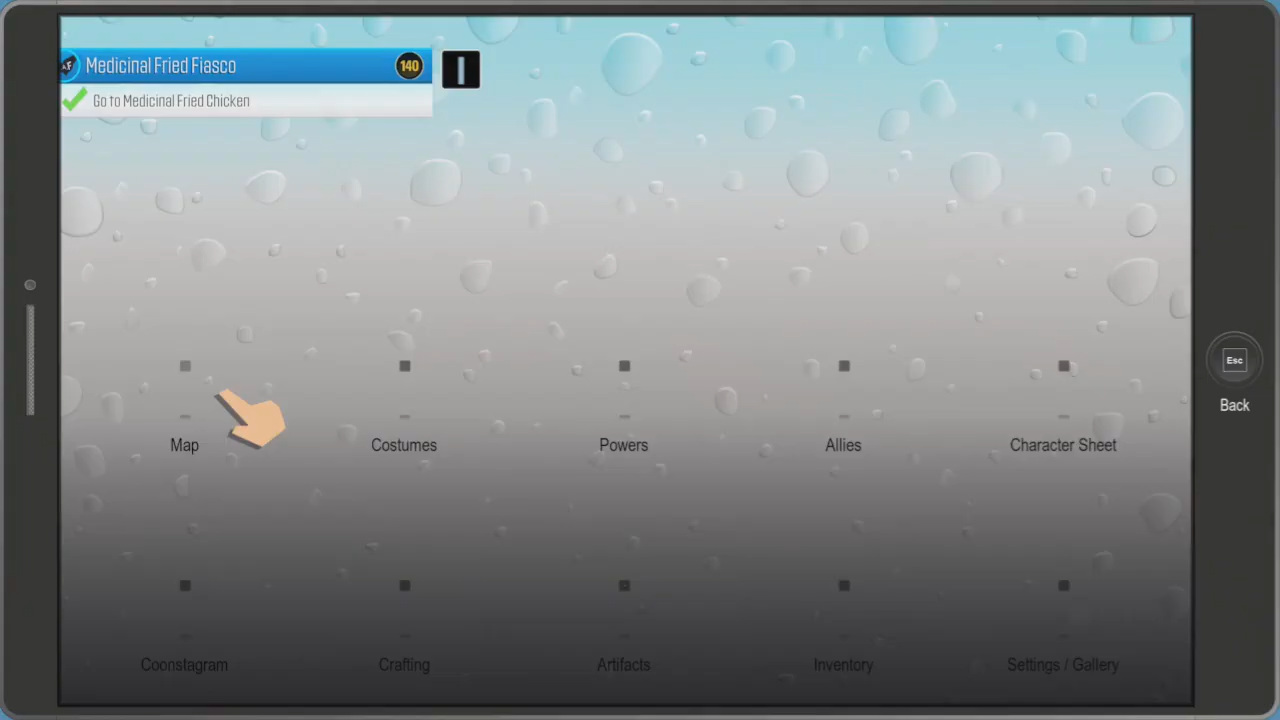 Medicinal Fried Fiasco 140
Go to Medicinal Fried Chicken
Esc
Back
Map Costumes Powers Allies Character Sheet
Coonstagram Crafting Artifacts Inventory Settings / Gallery